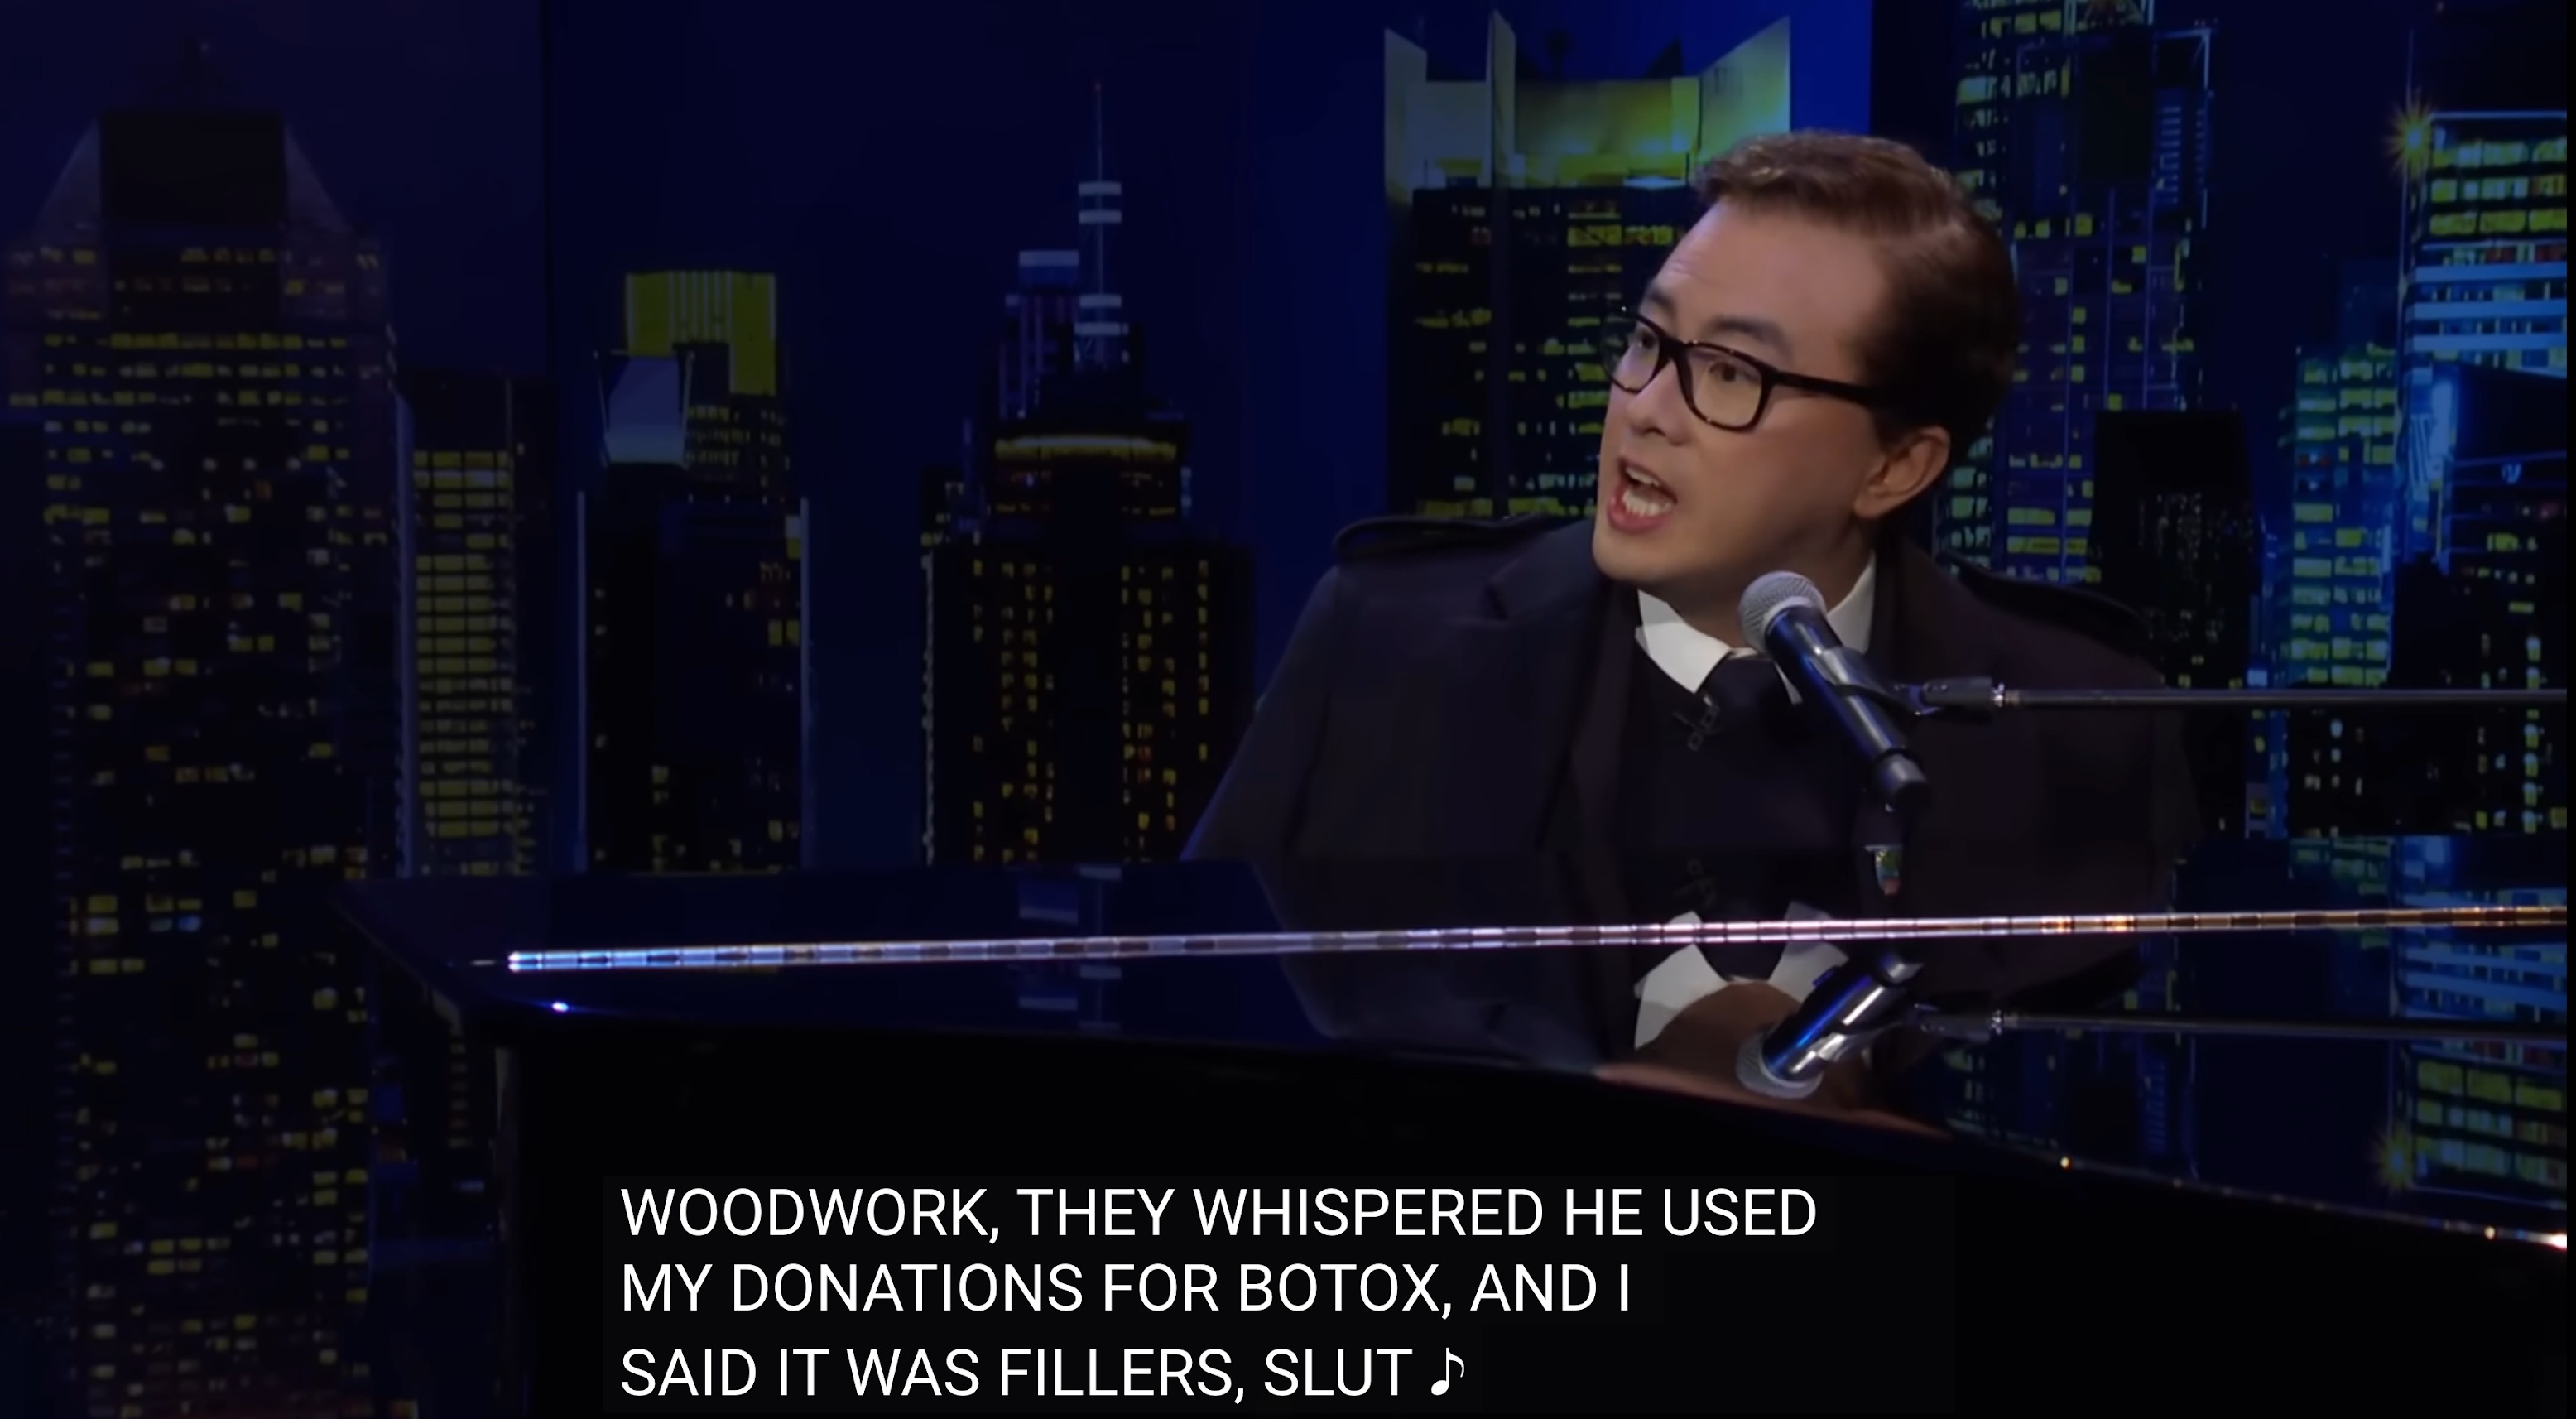 WOODWORK, THEY WHISPERED HE USED
MY DONATIONS FOR BOTOX, AND I
SAID IT WAS FILLERS, SLUT ♪